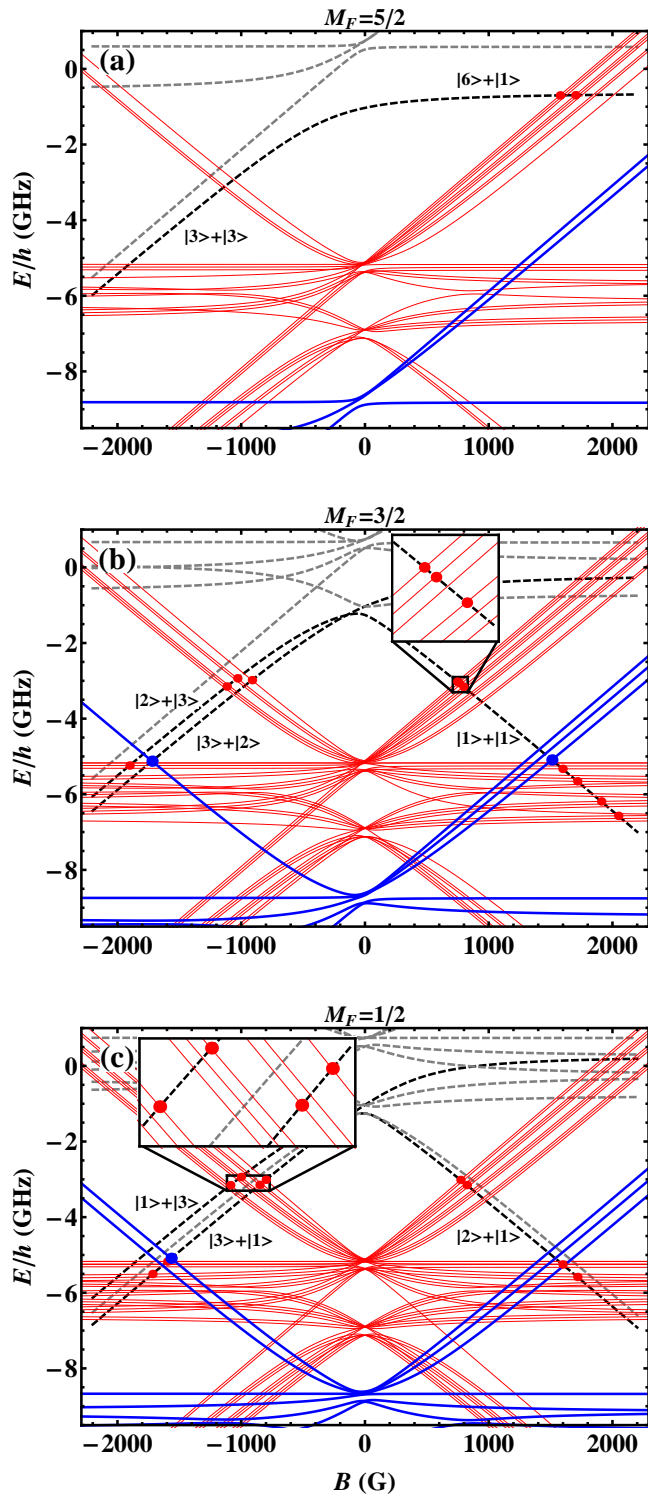 M_F=5/2
(a)
|6>+|1>
|3>+|3>
E/h (GHz)
0
−2
−4
−6
−8
−2000 −1000 0 1000 2000
M_F=3/2
(b)
|2>+|3>
|3>+|2>
|1>+|1>
E/h (GHz)
0
−2
−4
−6
−8
−2000 −1000 0 1000 2000
M_F=1/2
(c)
|1>+|3>
|3>+|1>
|2>+|1>
E/h (GHz)
0
−2
−4
−6
−8
−2000 −1000 0 1000 2000
B (G)